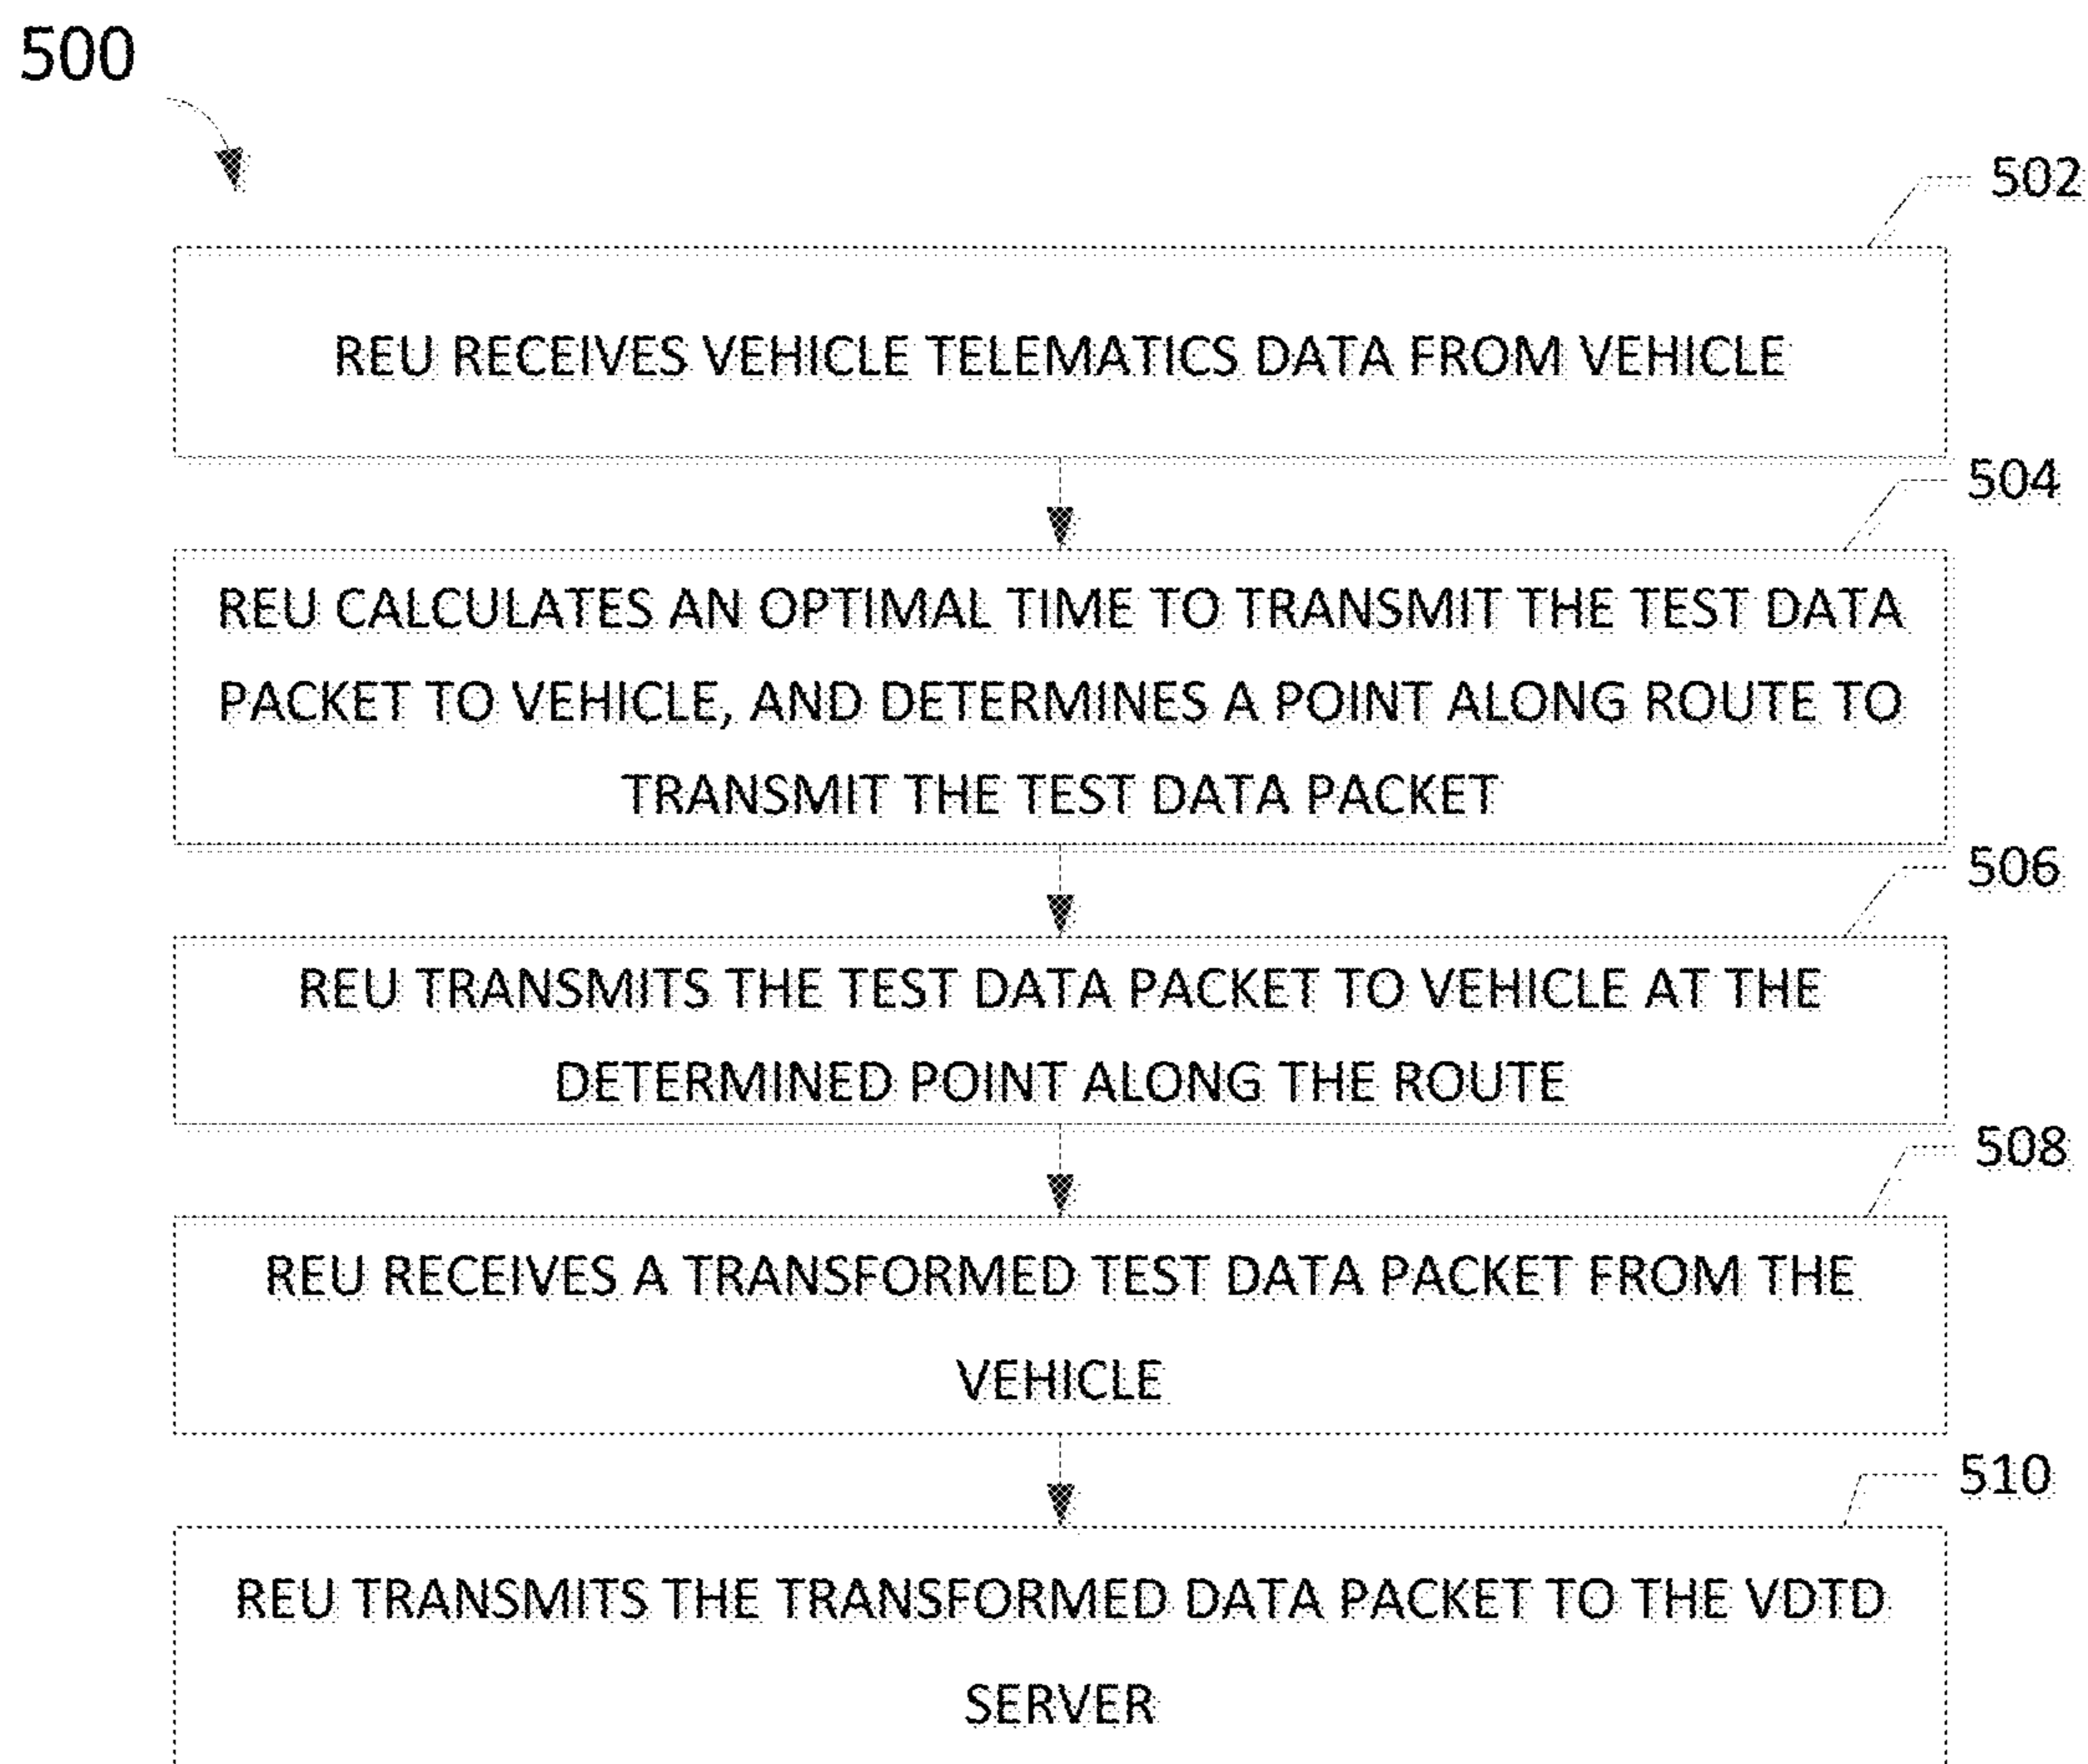 500
502
REU RECEIVES VEHICLE TELEMATICS DATA FROM VEHICLE
504
REU CALCULATES AN OPTIMAL TIME TO TRANSMIT THE TEST DATA
PACKET TO VEHICLE, AND DETERMINES A POINT ALONG ROUTE TO
TRANSMIT THE TEST DATA PACKET
506
REU TRANSMITS THE TEST DATA PACKET TO VEHICLE AT THE
DETERMINED POINT ALONG THE ROUTE
508
REU RECEIVES A TRANSFORMED TEST DATA PACKET FROM THE
VEHICLE
510
REU TRANSMITS THE TRANSFORMED DATA PACKET TO THE VDTD
SERVER